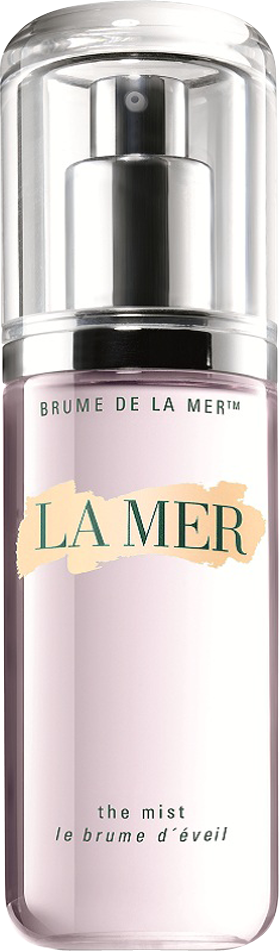 BRUME DE LA MER™
LA MER
the mist
le brume d´éveil